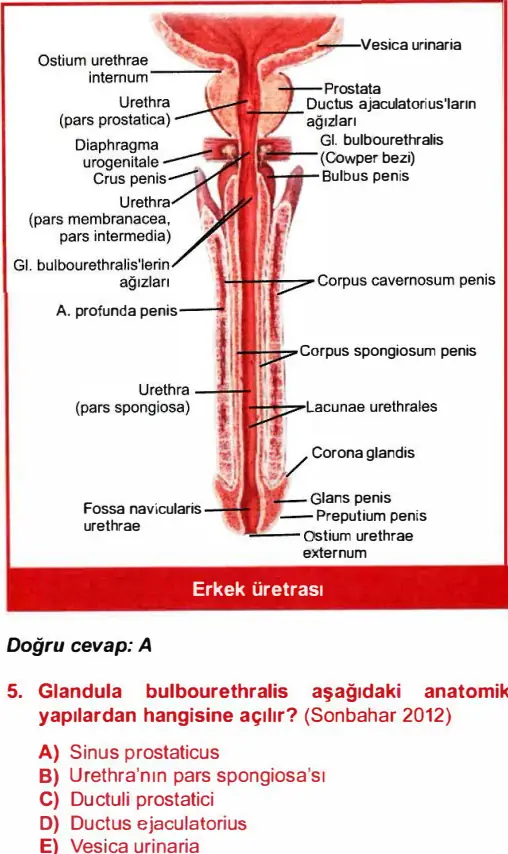 Vesica urinaria
Ostium urethrae
internum
Prostata
Urethra
(pars prostatica)
Ductus ajaculatorius'ların
ağızları
Gl. bulbourethralis
(Cowper bezi)
Diaphragma
urogenitale
Crus penis
Bulbus penis
Urethra
(pars membranacea,
pars intermedia)
Gl. bulbourethralis'lerin
ağızları
Corpus cavernosum penis
A. profunda penis
Corpus spongiosum penis
Urethra
(pars spongiosa)
Lacunae urethrales
Corona glandis
Glans penis
Fossa navicularis
urethrae
Preputium penis
Ostium urethrae
externum
Erkek üretrası
Doğru cevap: A
5. Glandula bulbourethralis aşağıdaki anatomik
yapılardan hangisine açılır? (Sonbahar 2012)
A) Sinus prostaticus
B) Urethra'nın pars spongiosa'sı
C) Ductuli prostatici
D) Ductus ejaculatorius
E) Vesica urinaria